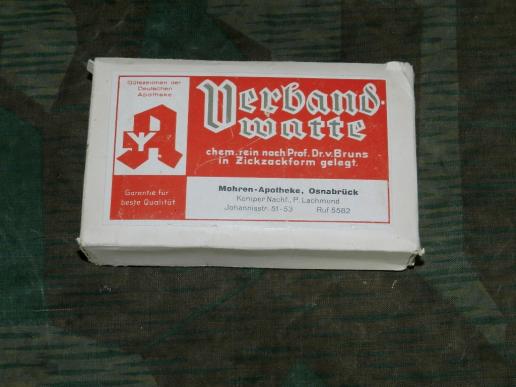 Gütezeichen der
Deutschen
Apotheke
Verband-
watte
chem. rein nach Prof. Dr. v. Bruns
in Zickzackform gelegt.
Garantie für
beste Qualität
Mohren-Apotheke, Osnabrück
Kemper Nachf., P. Lachmund
Johannisstr. 51-53 Ruf 5582